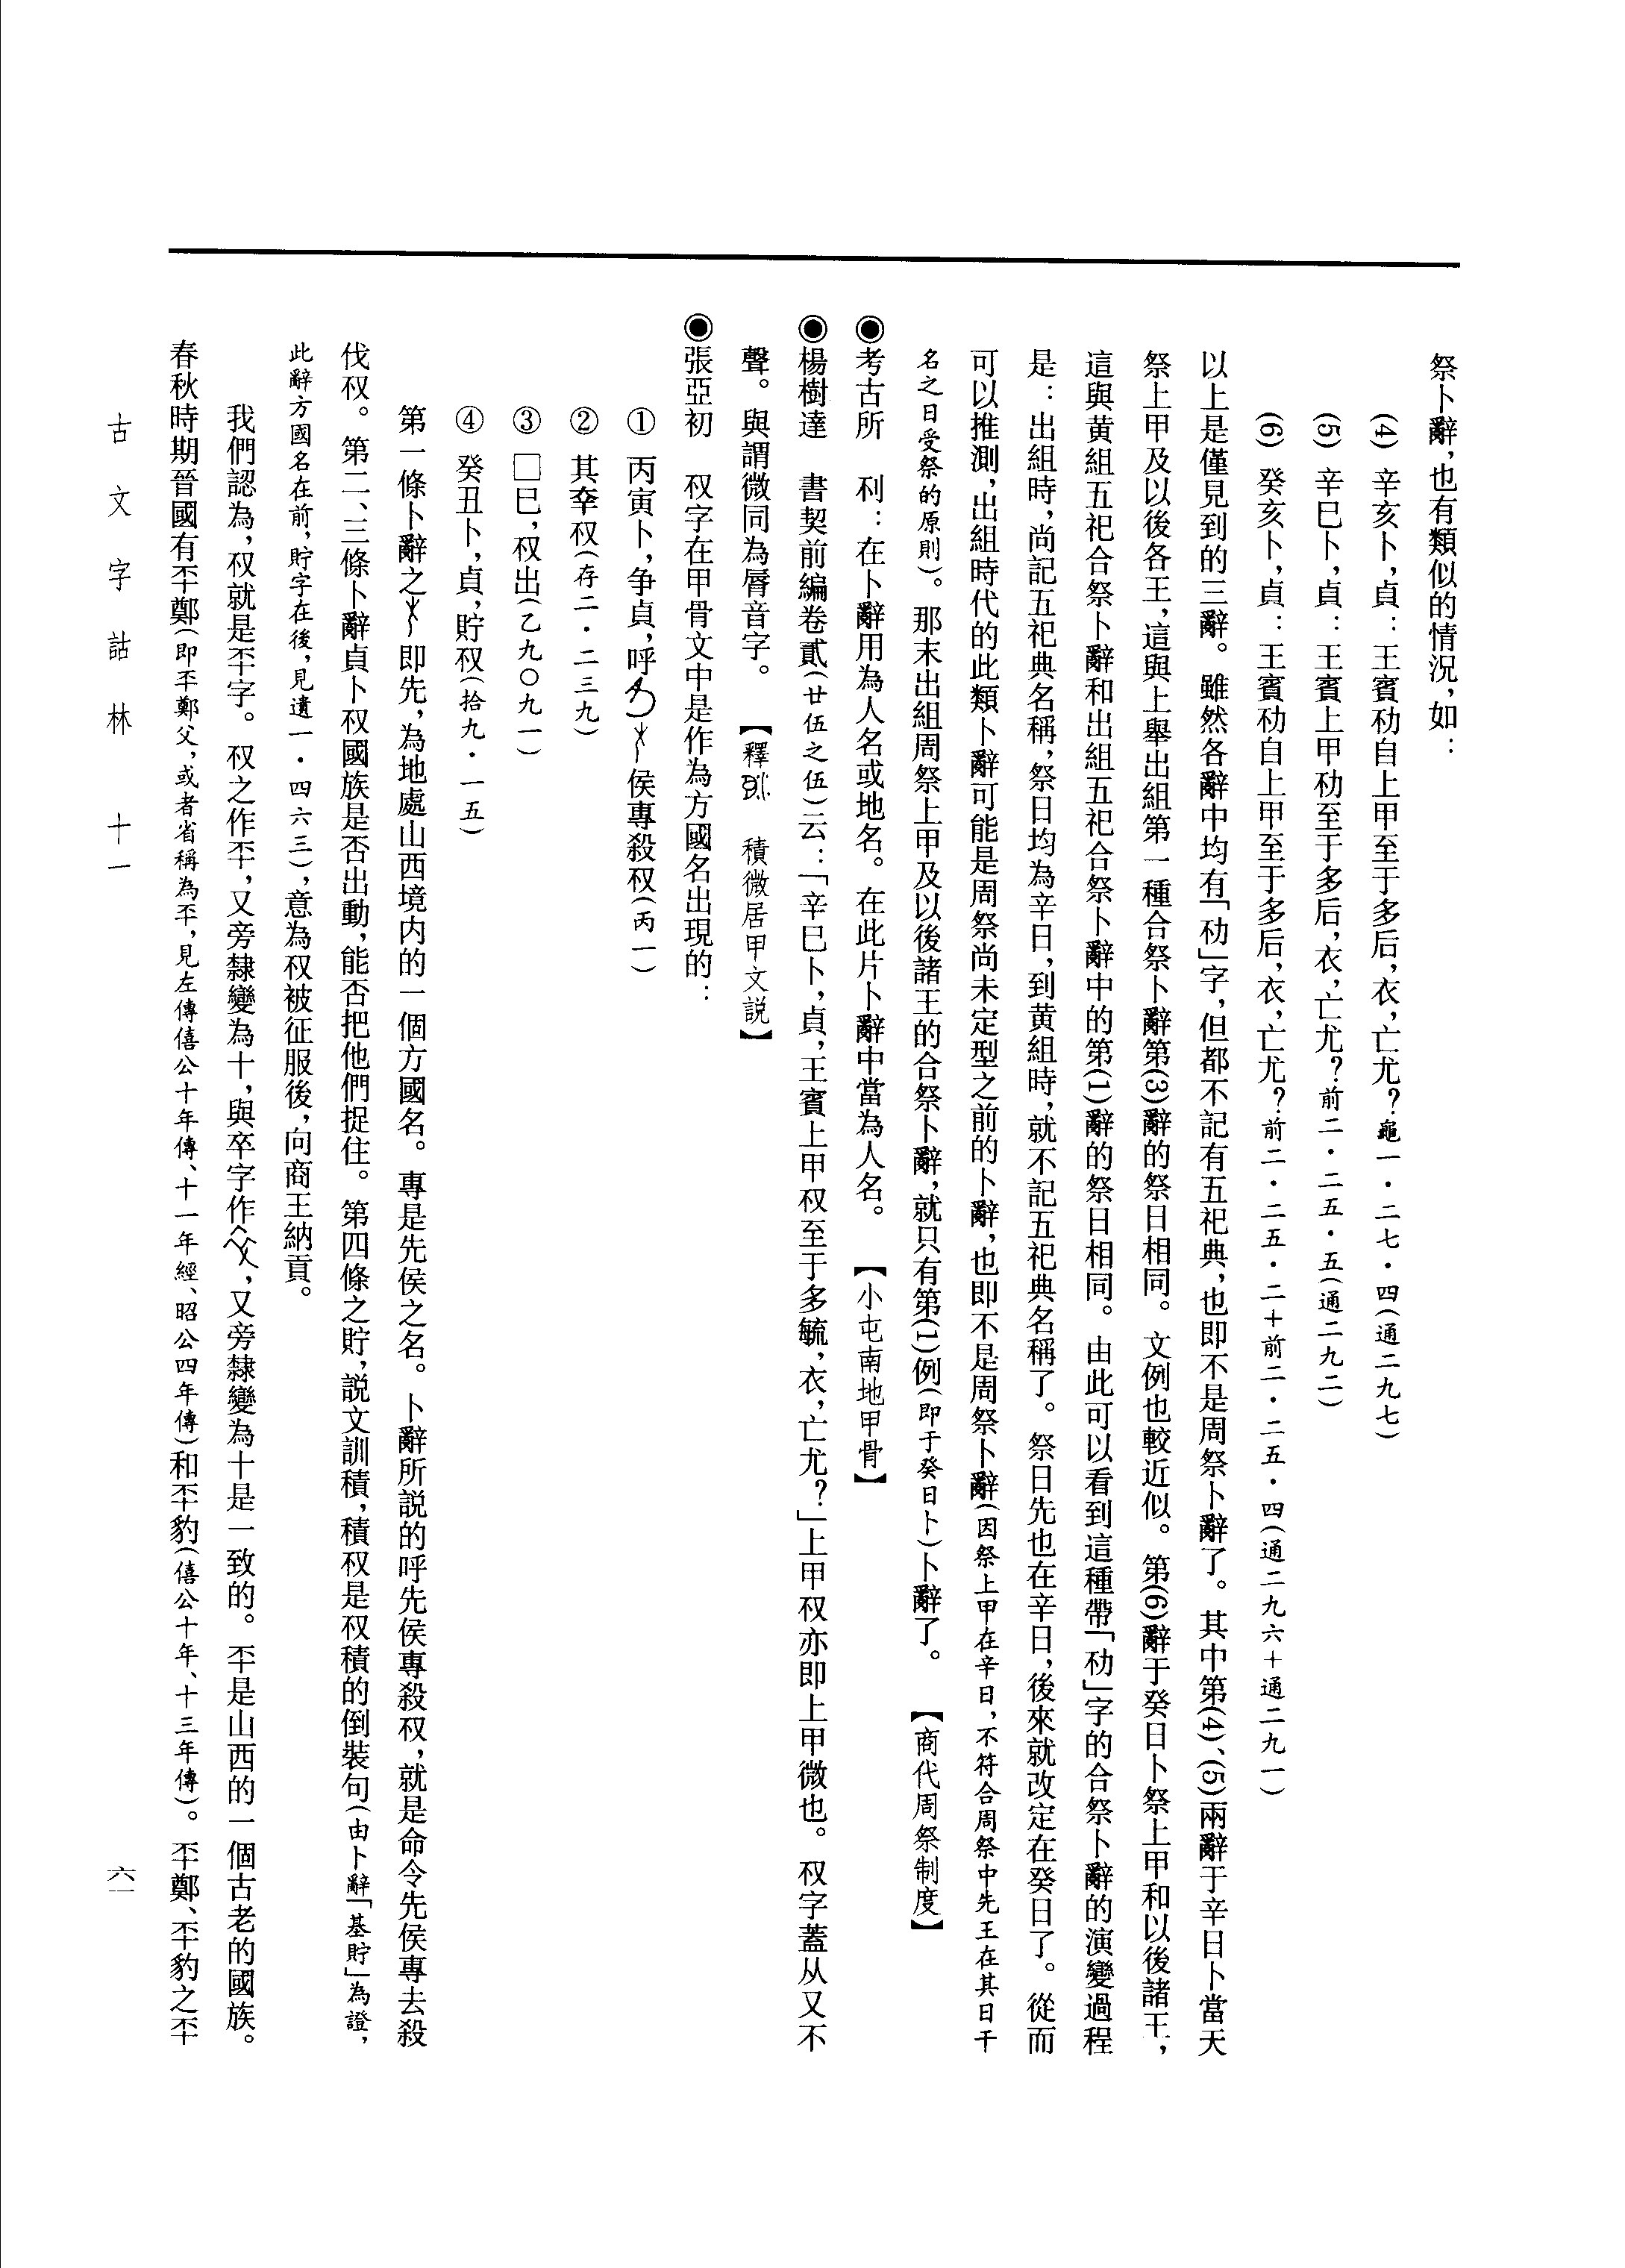 祭卜辭，也有類似的情況，如：
(4) 辛亥卜，貞：王賓𠚤自上甲至于多后，衣，亡尤？龜一·二七·四(通二九七)
(5) 辛巳卜，貞：王賓上甲𠚤至于多后，衣，亡尤？前二·二五·五(通二九二)
(6) 癸亥卜，貞：王賓𠚤自上甲至于多后，衣，亡尤？前二·二五·二＋前二·二五·四(通二九六＋通二九一)
以上是僅見到的三辭。雖然各辭中均有「」字，但都不記有五祀典，也即不是周祭卜辭了。其中第(4)、(5)兩辭于辛日卜當天
祭上甲及以後各王，這與上舉出組第一種合祭卜辭第(3)辭的祭日相同。文例也較近似。第(6)辭于癸日卜祭上甲和以後諸王，
這與黄組五祀合祭卜辭和出組五祀合祭卜辭中的第(1)辭的祭日相同。由此可以看到這種帶「」字的合祭卜辭的演變過程
是：出組時，尚記五祀典名稱，祭日均為辛日，到黄組時，就不記五祀典名稱了。祭日先也在辛日，後來就改定在癸日了。從而
可以推測，出組時代的此類卜辭可能是周祭尚未定型之前的卜辭，也即不是周祭卜辭(因祭上甲在辛日，不符合周祭中先王在其日干
名之日受祭的原則)。那末出組周祭上甲及以後諸王的合祭卜辭，就只有第(1)例(即于癸日卜)卜辭了。【商代周祭制度】
◉考古所　利：在卜辭用為人名或地名。在此片卜辭中當為人名。【小屯南地甲骨】
◉楊樹達　書契前編卷貳(廿伍之伍)云：「辛巳卜，貞，王賓上甲㕚至于多毓，衣，亡尤？」上甲㕚亦即上甲微也。㕚字蓋从又不
聲。與謂微同為脣音字。【釋　積微居甲文説】
◉張亞初　㕚字在甲骨文中是作為方國名出現的：
① 丙寅卜，争貞，呼侯專殺㕚(丙一)
② 其㚔㕚(存二·二三九)
③ □巳，㕚出(乙九〇九一)
④ 癸丑卜，貞，貯㕚(拾九·一五)
第一條卜辭之即先，為地處山西境内的一個方國名。專是先侯之名。卜辭所説的呼先侯專殺㕚，就是命令先侯專去殺
伐㕚。第二、三條卜辭貞卜㕚國族是否出動，能否把他們捉住。第四條之貯，説文訓積，積㕚是㕚積的倒裝句(由卜辭「基貯」為證，
此辭方國名在前，貯字在後，見遺一·四六三)，意為㕚被征服後，向商王納貢。
我們認為，㕚就是丕字。㕚之作㔻，又旁隸變為十，與卒字作，又旁隸變為十是一致的。㔻是山西的一個古老的國族。
春秋時期晉國有㔻鄭(即㔻鄭父，或者省稱為㔻，見左傳僖公十年傳、十一年經、昭公四年傳)和㔻豹(僖公十年、十三年傳)。㔻鄭、㔻豹之㔻
古文字詁林　十一
六一